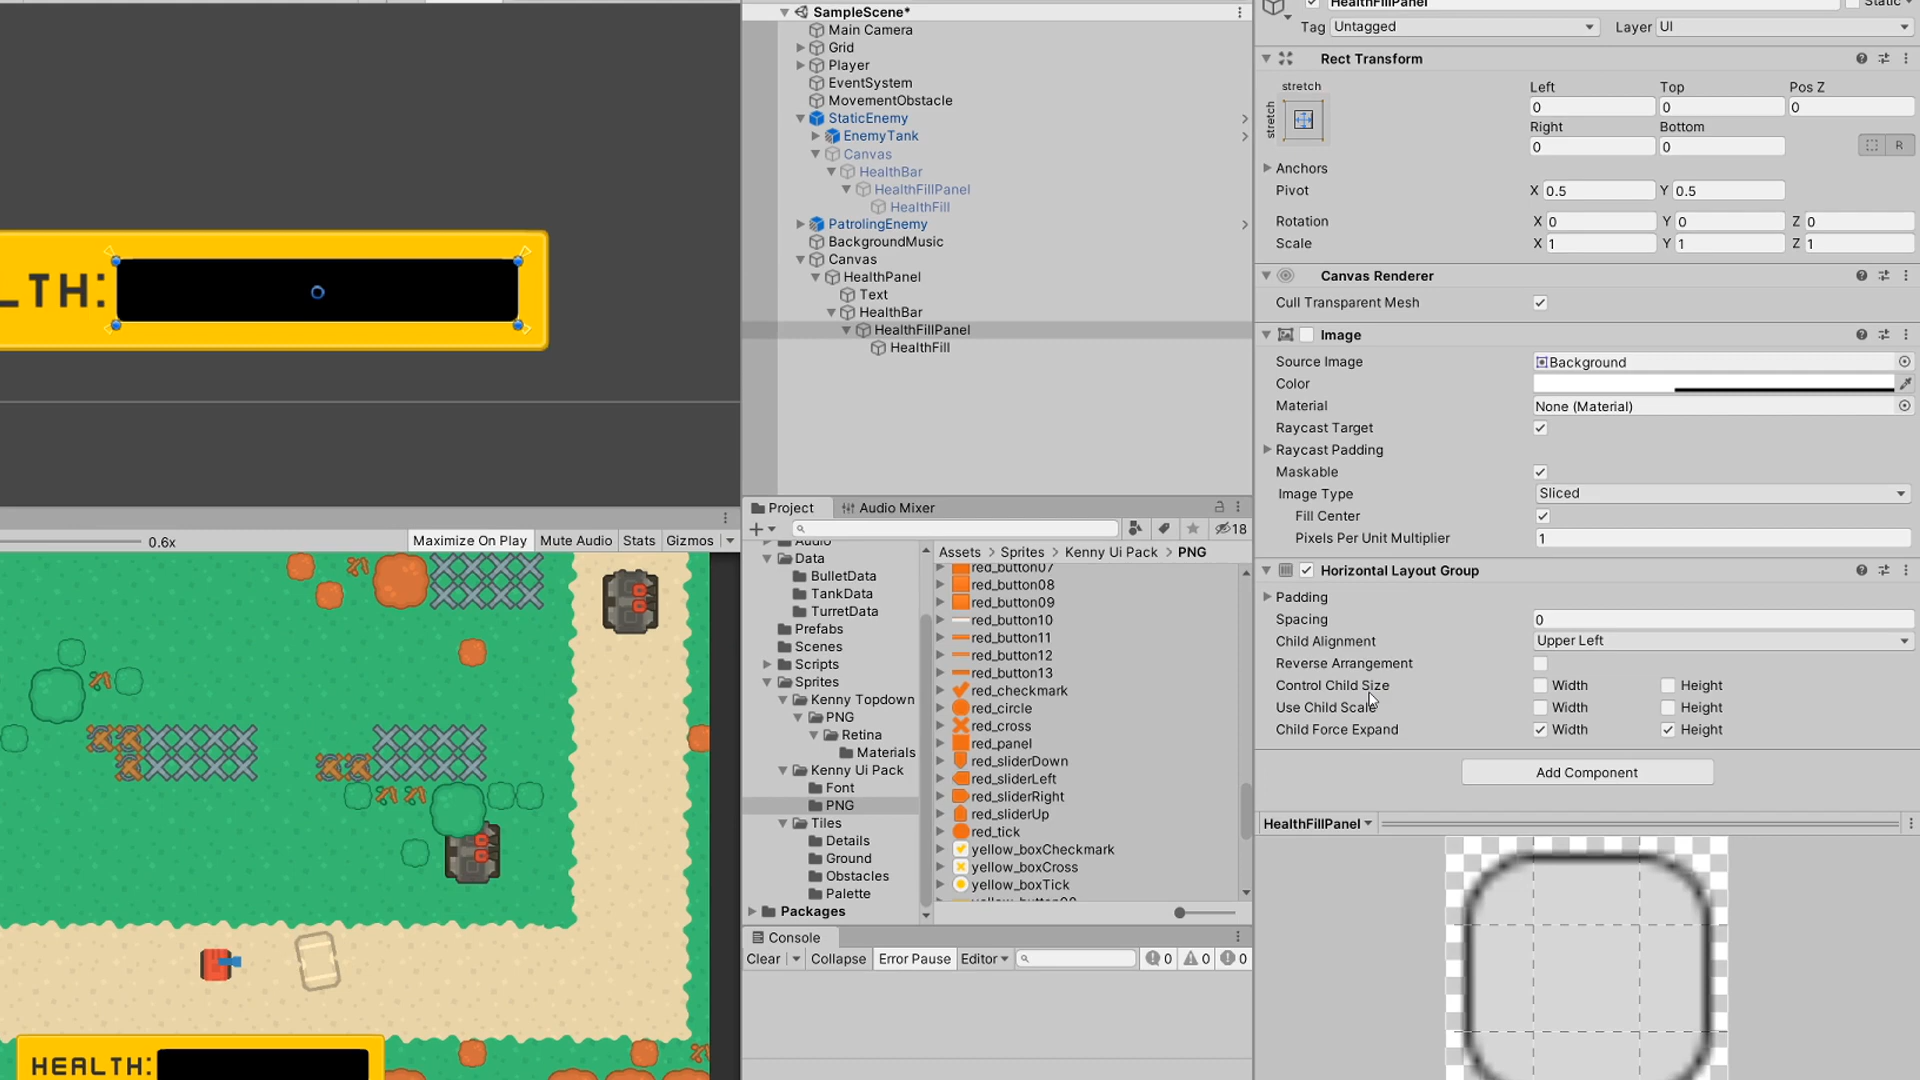 LTH:
0.6x
Maximize On Play
Mute Audio
Stats
Gizmos
HEALTH:
SampleScene*
Main Camera
Grid
Player
EventSystem
MovementObstacle
StaticEnemy
EnemyTank
Canvas
HealthBar
HealthFillPanel
HealthFill
PatrolingEnemy
BackgroundMusic
Canvas
HealthPanel
Text
HealthBar
HealthFillPanel
HealthFill
Project
Audio Mixer
18
Audio
Data
BulletData
TankData
TurretData
Prefabs
Scenes
Scripts
Sprites
Kenny Topdown
PNG
Retina
Materials
Kenny Ui Pack
Font
PNG
Tiles
Details
Ground
Obstacles
Palette
Packages
Assets > Sprites > Kenny Ui Pack > PNG
red_button07
red_button08
red_button09
red_button10
red_button11
red_button12
red_button13
red_checkmark
red_circle
red_cross
red_panel
red_sliderDown
red_sliderLeft
red_sliderRight
red_sliderUp
red_tick
yellow_boxCheckmark
yellow_boxCross
yellow_boxTick
Console
Clear
Collapse
Error Pause
Editor
0
0
0
HealthFillPanel
Static
Tag Untagged
Layer UI
Rect Transform
stretch
stretch
Left Top Pos Z
0 0 0
Right Bottom
0 0
R
Anchors
Pivot X 0.5 Y 0.5
Rotation X 0 Y 0 Z 0
Scale X 1 Y 1 Z 1
Canvas Renderer
Cull Transparent Mesh
Image
Source Image Background
Color
Material None (Material)
Raycast Target
Raycast Padding
Maskable
Image Type Sliced
Fill Center
Pixels Per Unit Multiplier 1
Horizontal Layout Group
Padding
Spacing 0
Child Alignment Upper Left
Reverse Arrangement
Control Child Size Width Height
Use Child Scale Width Height
Child Force Expand Width Height
Add Component
HealthFillPanel